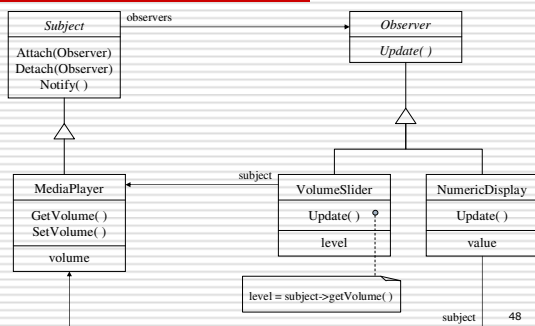 Subject
observers
Observer
Attach(Observer)
Detach(Observer)
Notify( )
Update( )
MediaPlayer
subject
VolumeSlider
NumericDisplay
GetVolume( )
SetVolume( )
Update( )
Update( )
volume
level
value
level = subject->getVolume( )
subject
48